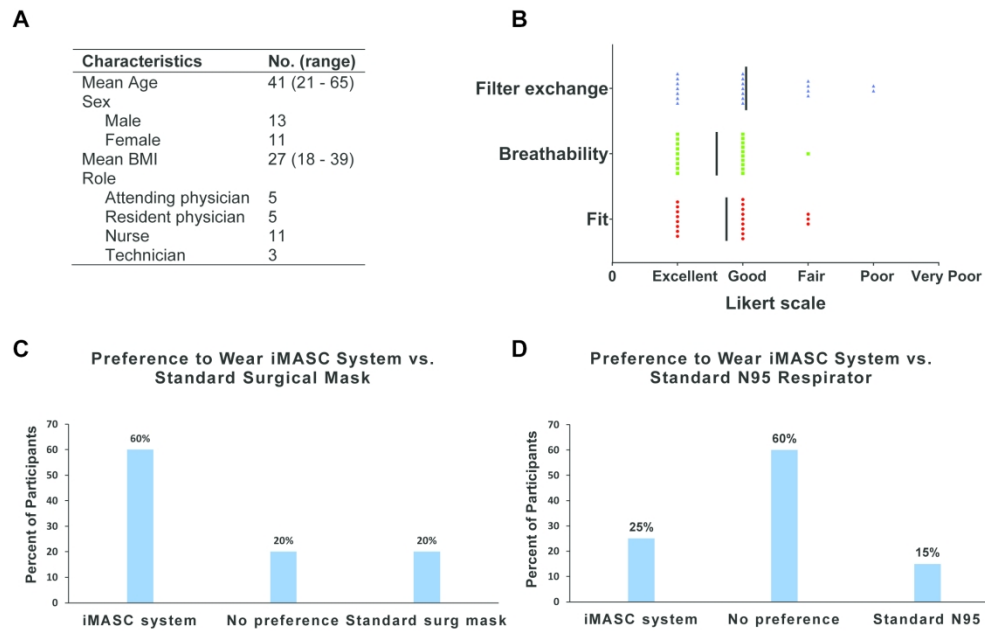 A
Characteristics No. (range)
Mean Age 41 (21 - 65)
Sex
Male 13
Female 11
Mean BMI 27 (18 - 39)
Role
Attending physician 5
Resident physician 5
Nurse 11
Technician 3
B
Filter exchange
Breathability
Fit
0 Excellent Good Fair Poor Very Poor
Likert scale
C
Preference to Wear iMASC System vs.
Standard Surgical Mask
Percent of Participants
70
60
50
40
30
20
10
0
60%
20%
20%
iMASC system No preference Standard surg mask
D
Preference to Wear iMASC System vs.
Standard N95 Respirator
Percent of Participants
70
60
50
40
30
20
10
0
25%
60%
15%
iMASC system No preference Standard N95